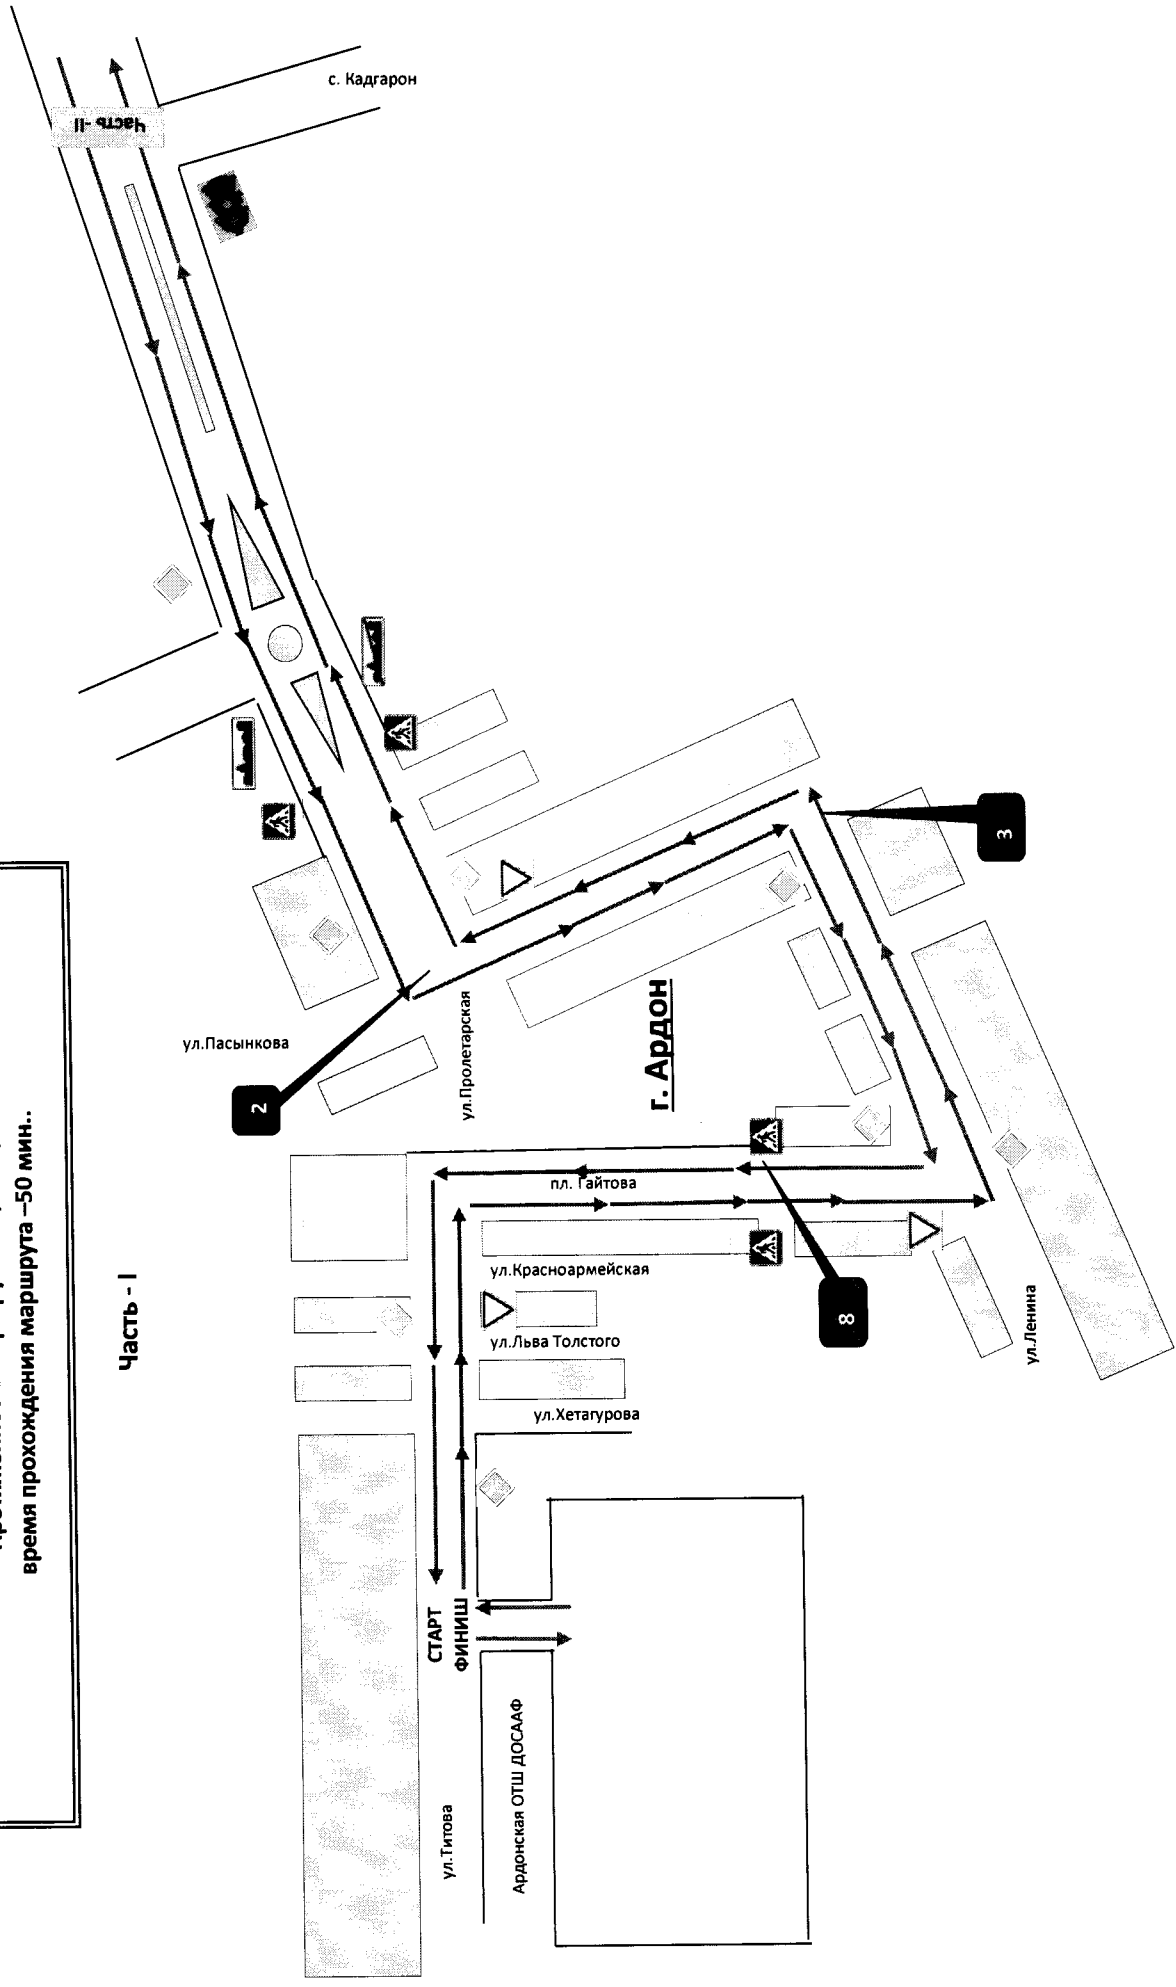 время прохождения маршрута –50 мин..
Часть - I
Часть -II
с. Кадгарон
ул.Пасынкова
2
ул.Пролетарская
г. Ардон
3
пл. Гайтова
ул.Красноармейская
8
ул.Льва Толстого
ул.Ленина
ул.Хетагурова
СТАРТ
ФИНИШ
ул.Титова
Ардонская ОТШ ДОСААФ